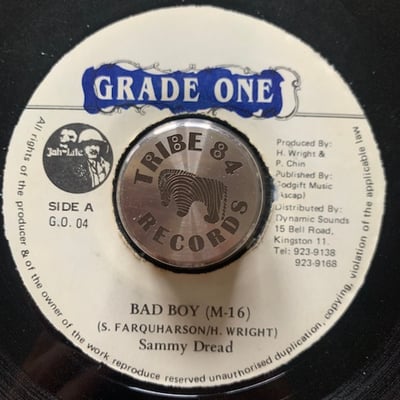 GRADE ONE
Jah-Life
SIDE A
G.O. 04
TRIBE 84
RECORDS
Produced By:
H. Wright &
P. Chin
Published By:
Dodgift Music
(Ascap)
Distributed By:
Dynamic Sounds
15 Bell Road,
Kingston 11.
Tel: 923-9138
923-9168
BAD BOY (M-16)
(S. FARQUHARSON/H. WRIGHT)
Sammy Dread
All rights of the producer & of the owner of the work reproduce reserved unauthorised duplication, copying, violation of the applicable law